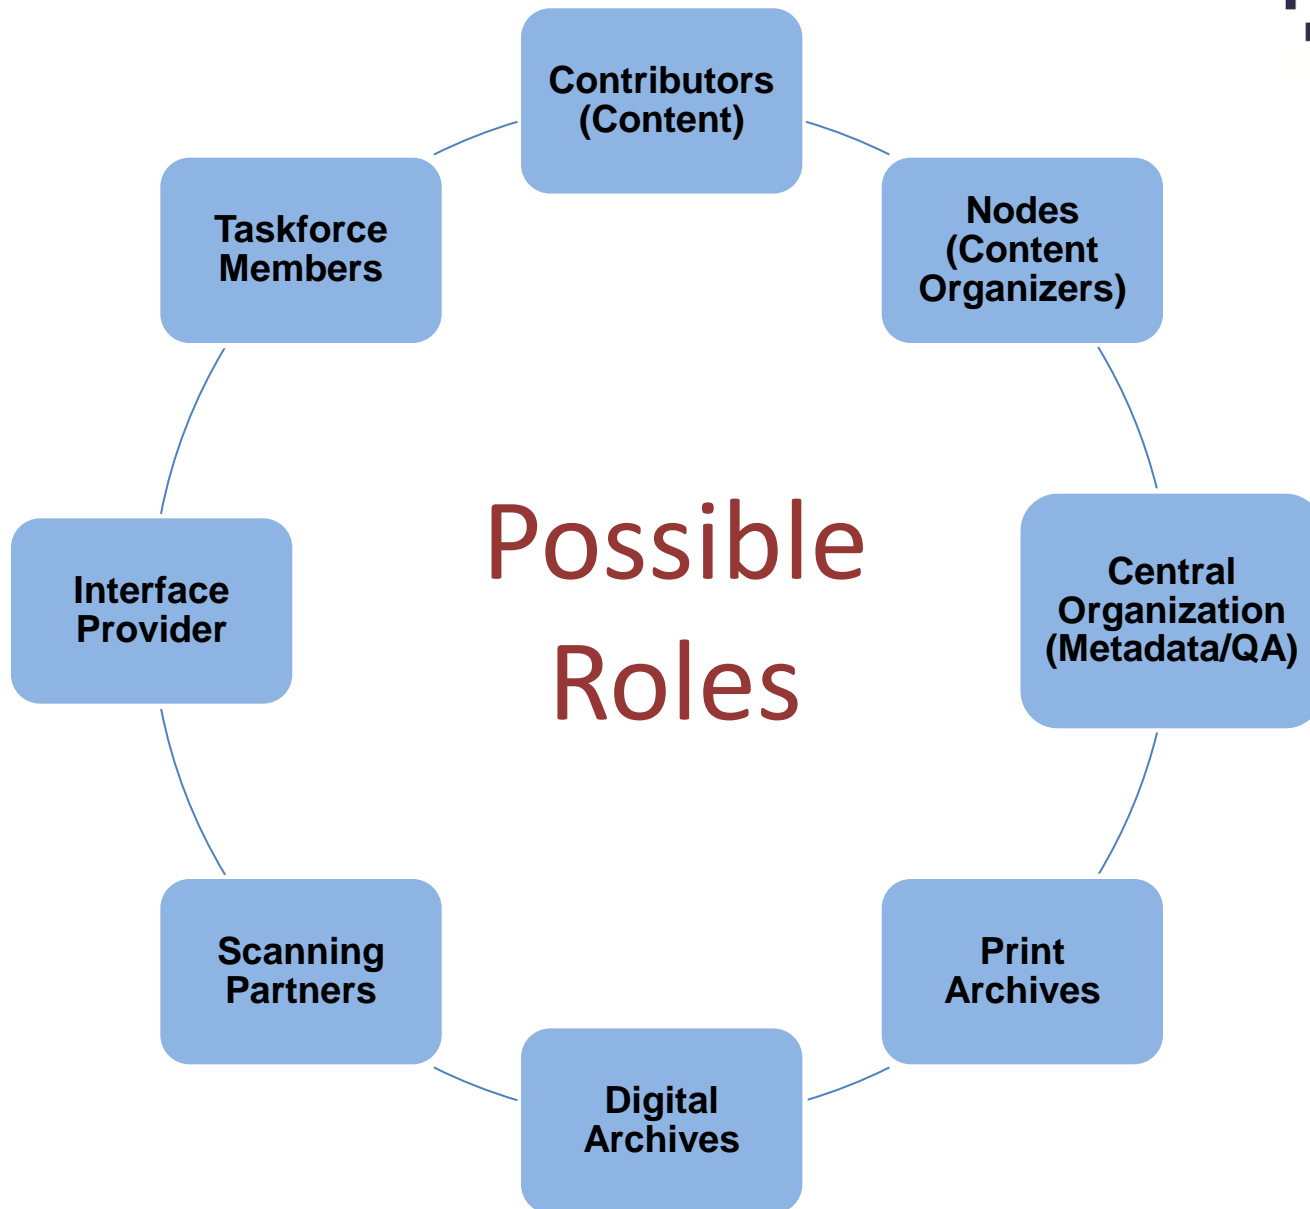 Contributors
(Content)
Nodes
(Content
Organizers)
Central
Organization
(Metadata/QA)
Print
Archives
Digital
Archives
Scanning
Partners
Interface
Provider
Taskforce
Members
Possible
Roles